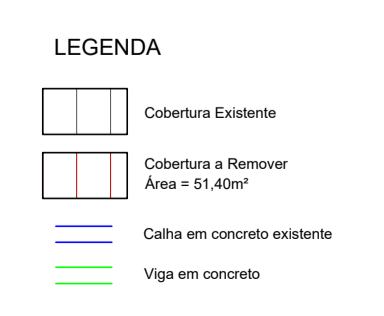 LEGENDA
Cobertura Existente
Cobertura a Remover
Área = 51,40m²
Calha em concreto existente
Viga em concreto